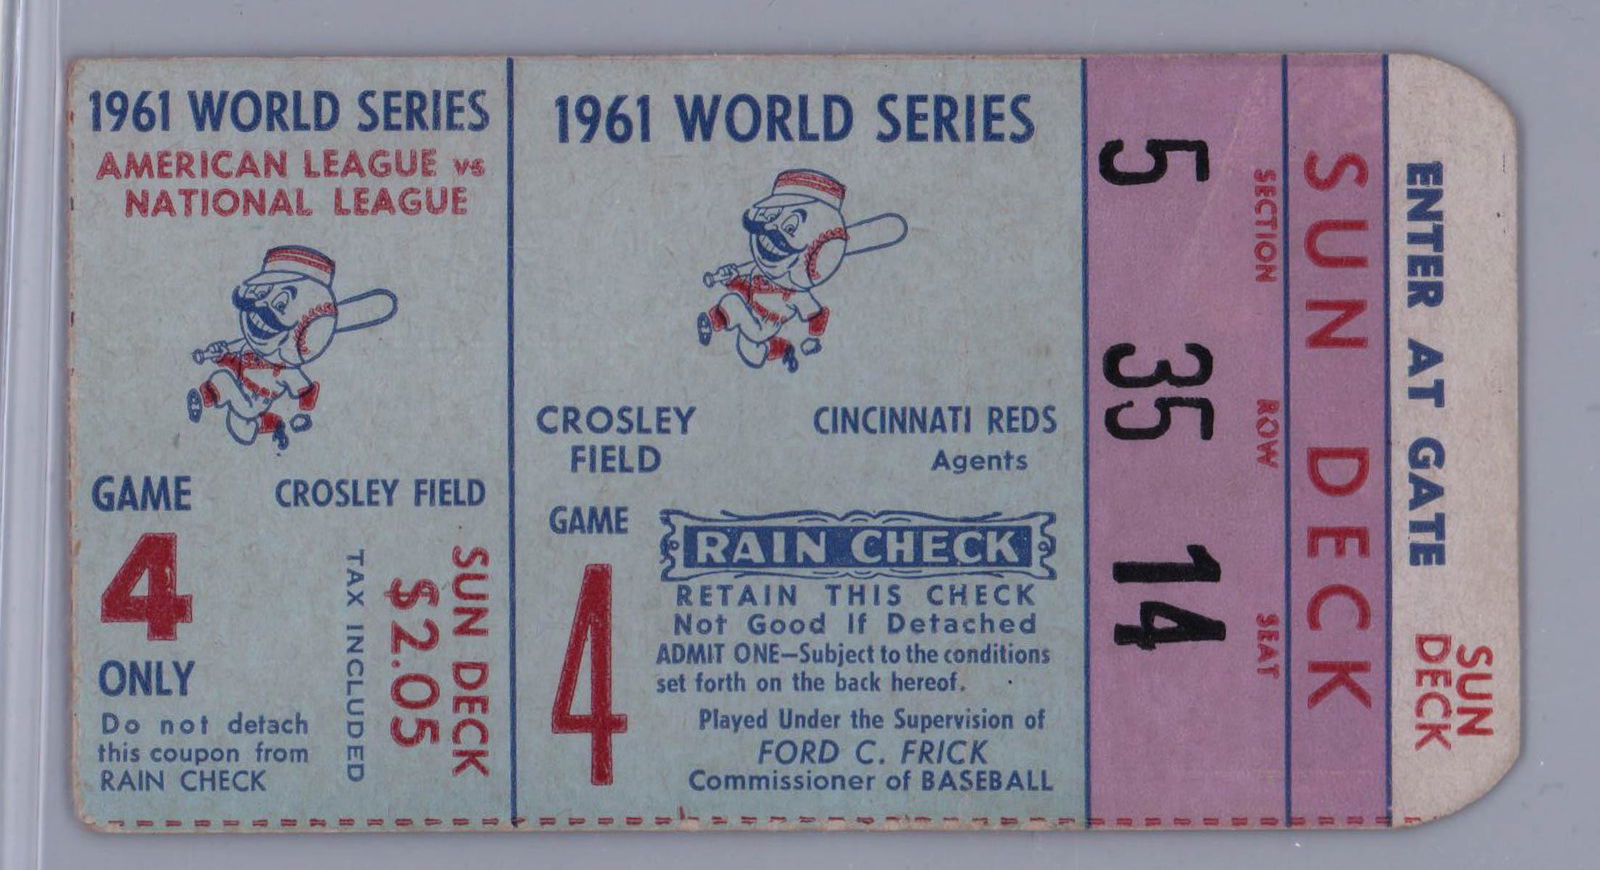 1961 WORLD SERIES
AMERICAN LEAGUE vs
NATIONAL LEAGUE
GAME
CROSLEY FIELD
4
ONLY
Do not detach
this coupon from
RAIN CHECK
SUN DECK
$2.05
TAX INCLUDED
1961 WORLD SERIES
CROSLEY
FIELD
CINCINNATI REDS
Agents
GAME
4
RAIN CHECK
RETAIN THIS CHECK
Not Good If Detached
ADMIT ONE—Subject to the conditions
set forth on the back hereof.
Played Under the Supervision of
FORD C. FRICK
Commissioner of BASEBALL
SECTION ROW SEAT
5 35 14
SUN DECK
ENTER AT GATE
SUN
DECK